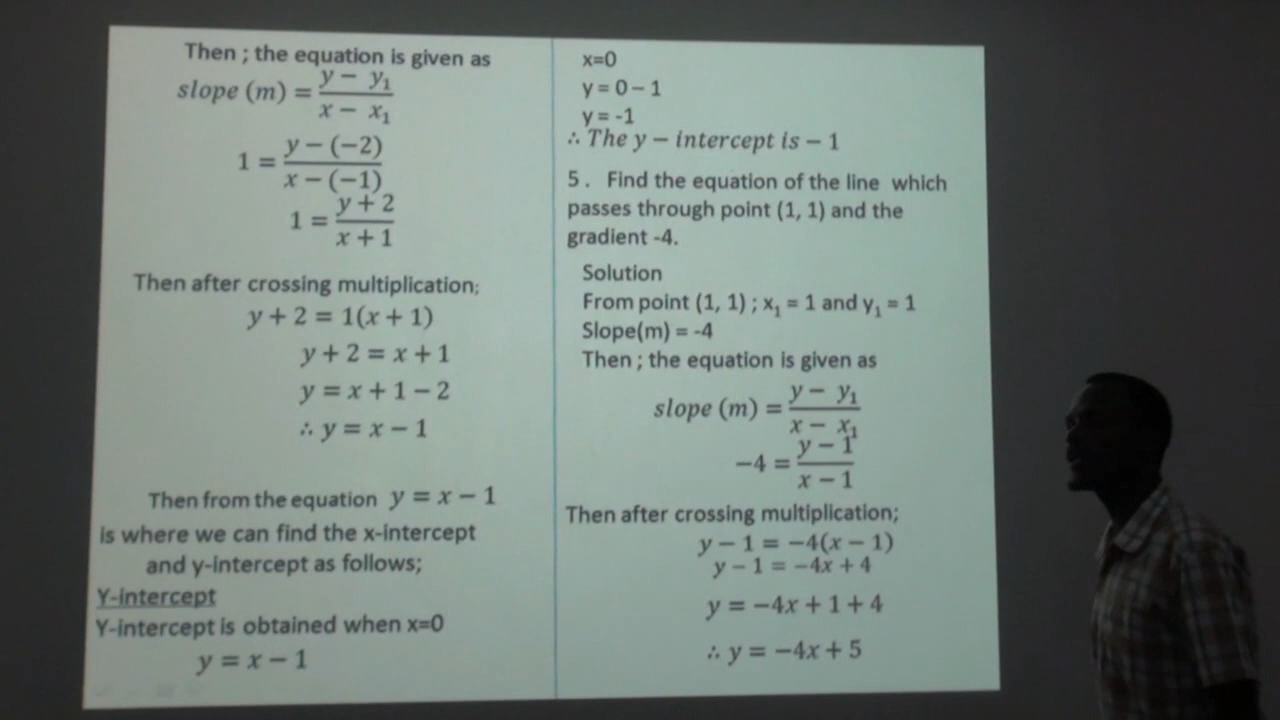 Then ; the equation is given as
slope (m) = y − y₁ / x − x₁
1 = y − (−2) / x − (−1)
1 = y + 2 / x + 1
Then after crossing multiplication;
y + 2 = 1(x + 1)
y + 2 = x + 1
y = x + 1 − 2
∴ y = x − 1
Then from the equation y = x − 1
is where we can find the x-intercept
and y-intercept as follows;
Y-intercept
Y-intercept is obtained when x=0
y = x − 1
x=0
y = 0 – 1
y = -1
∴ The y − intercept is − 1
5 . Find the equation of the line which
passes through point (1, 1) and the
gradient -4.
Solution
From point (1, 1) ; x₁ = 1 and y₁ = 1
Slope(m) = -4
Then ; the equation is given as
slope (m) = y − y₁ / x − x₁
−4 = y − 1 / x − 1
Then after crossing multiplication;
y − 1 = −4(x − 1)
y − 1 = −4x + 4
y = −4x + 1 + 4
∴ y = −4x + 5